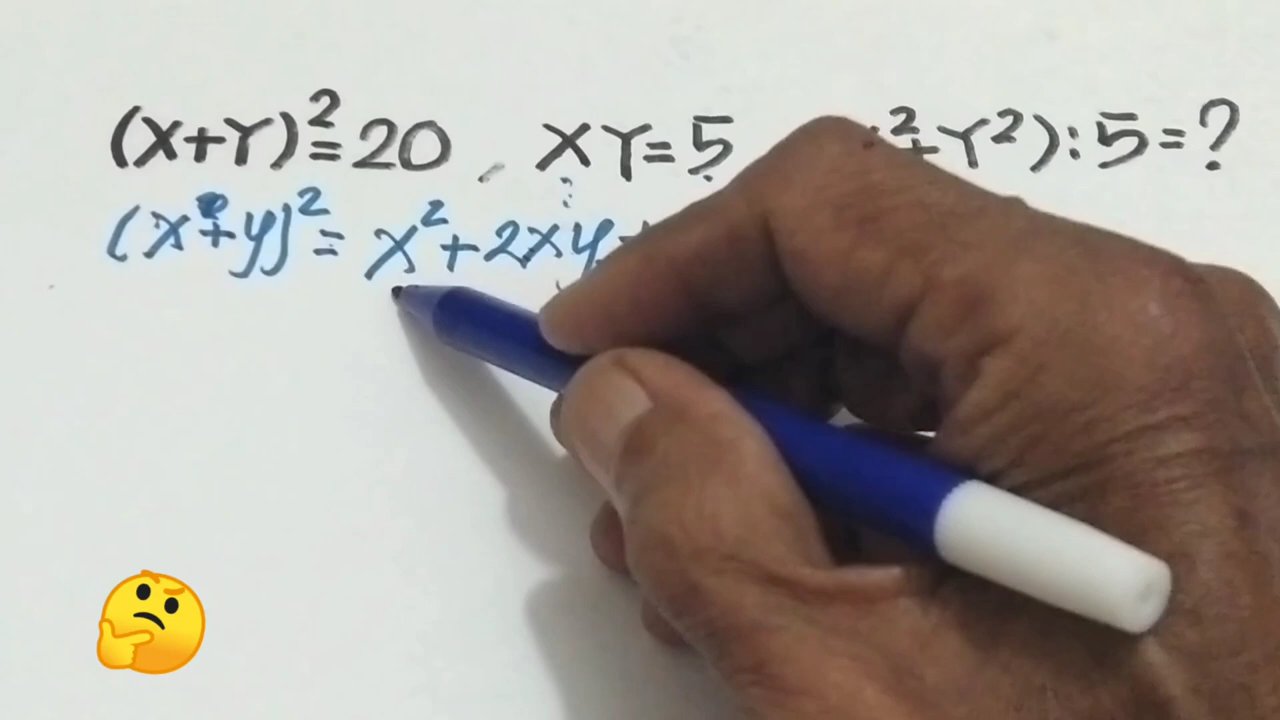 (X+Y)²=20 , XY=5 ²+Y²):5=?
(x+y)²= x²+2xy+